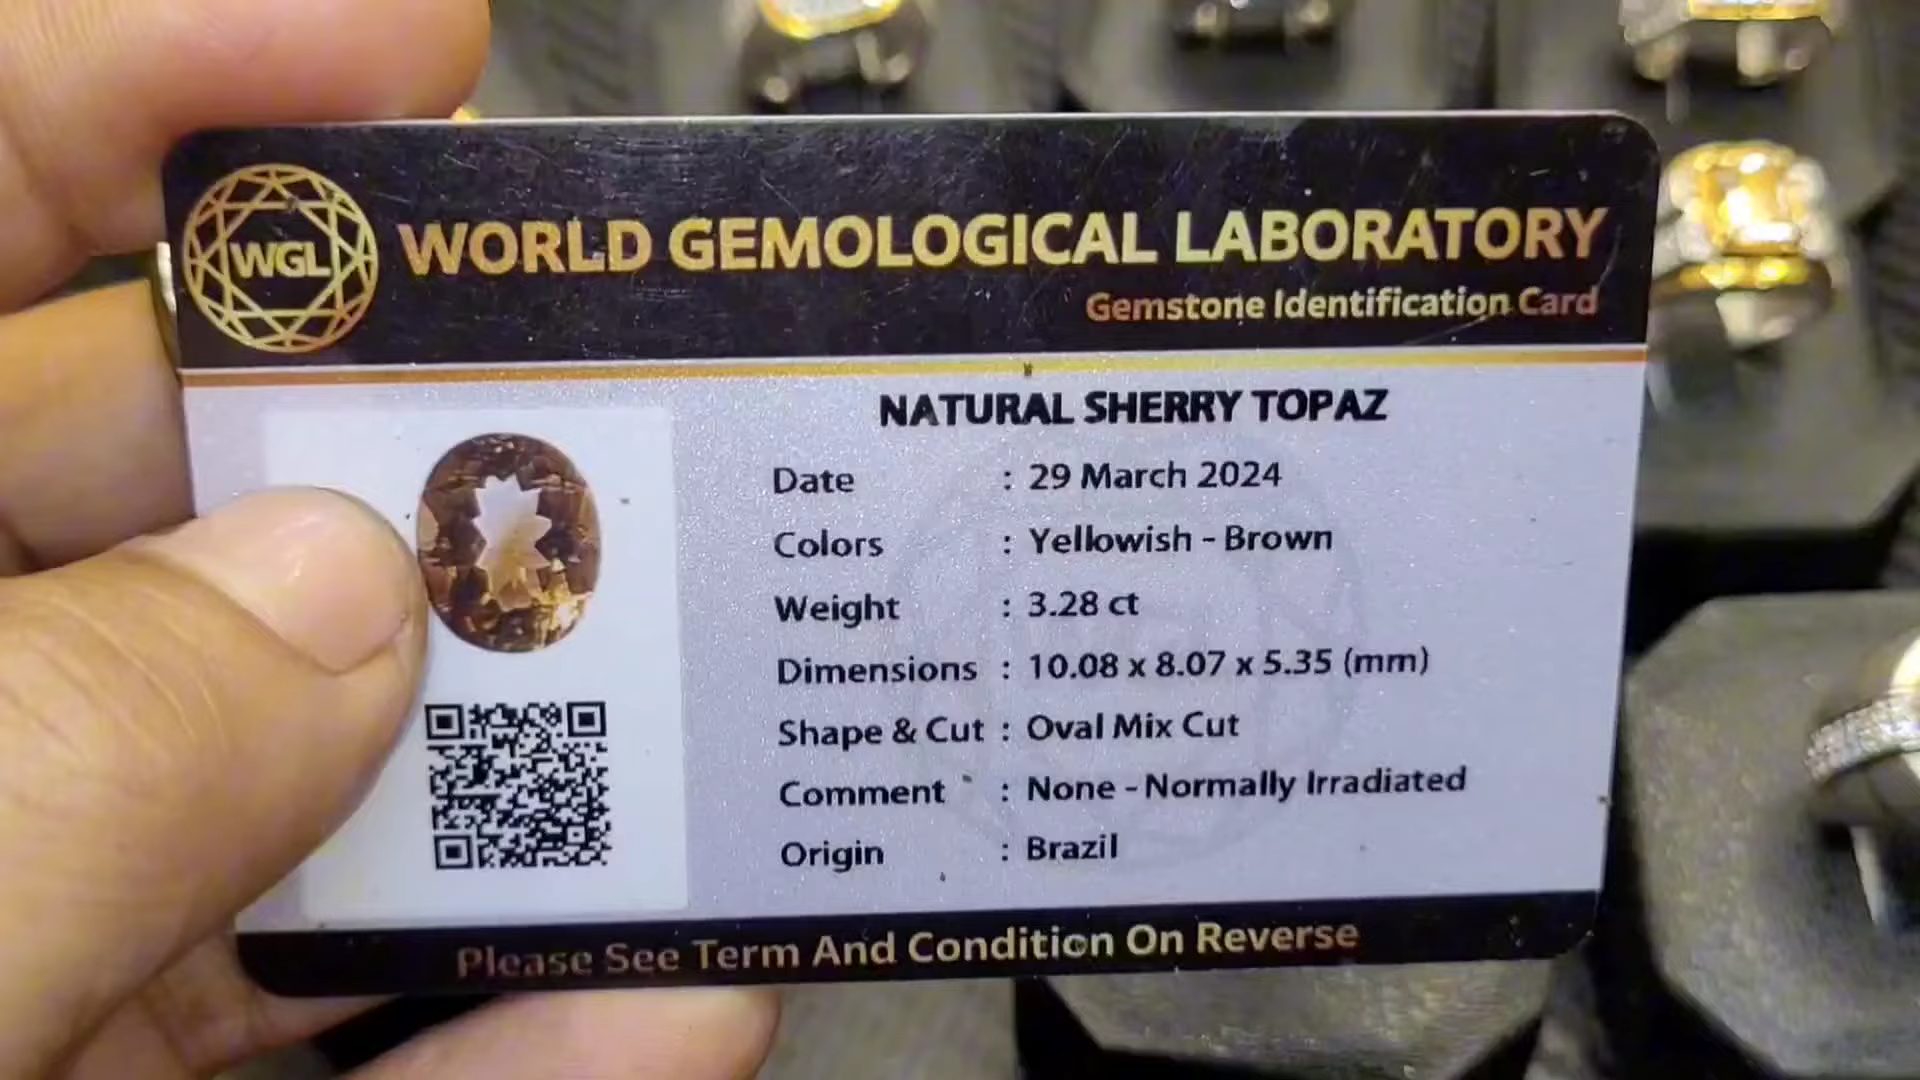 WGL
WORLD GEMOLOGICAL LABORATORY
Gemstone Identification Card
NATURAL SHERRY TOPAZ
Date : 29 March 2024
Colors : Yellowish - Brown
Weight : 3.28 ct
Dimensions : 10.08 x 8.07 x 5.35 (mm)
Shape & Cut : Oval Mix Cut
Comment : None - Normally Irradiated
Origin : Brazil
Please See Term And Condition On Reverse